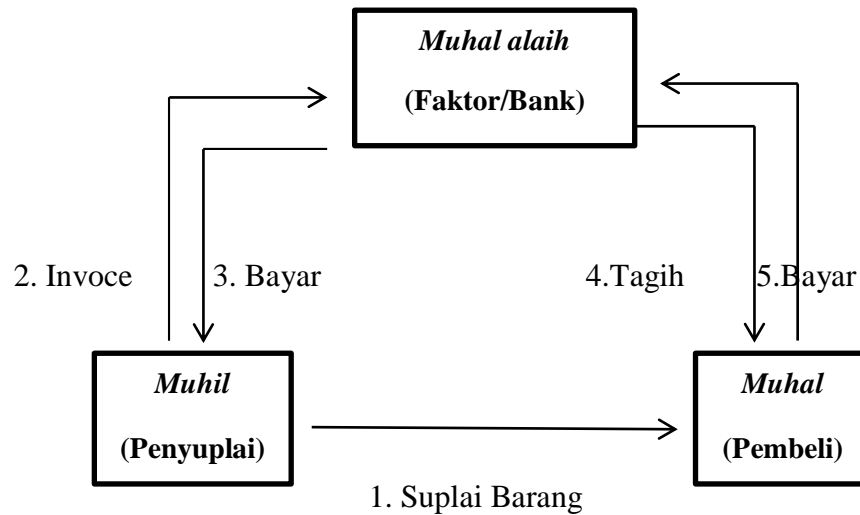 Muhal alaih
(Faktor/Bank)
2. Invoce
3. Bayar
4.Tagih
5.Bayar
Muhil
(Penyuplai)
Muhal
(Pembeli)
1. Suplai Barang